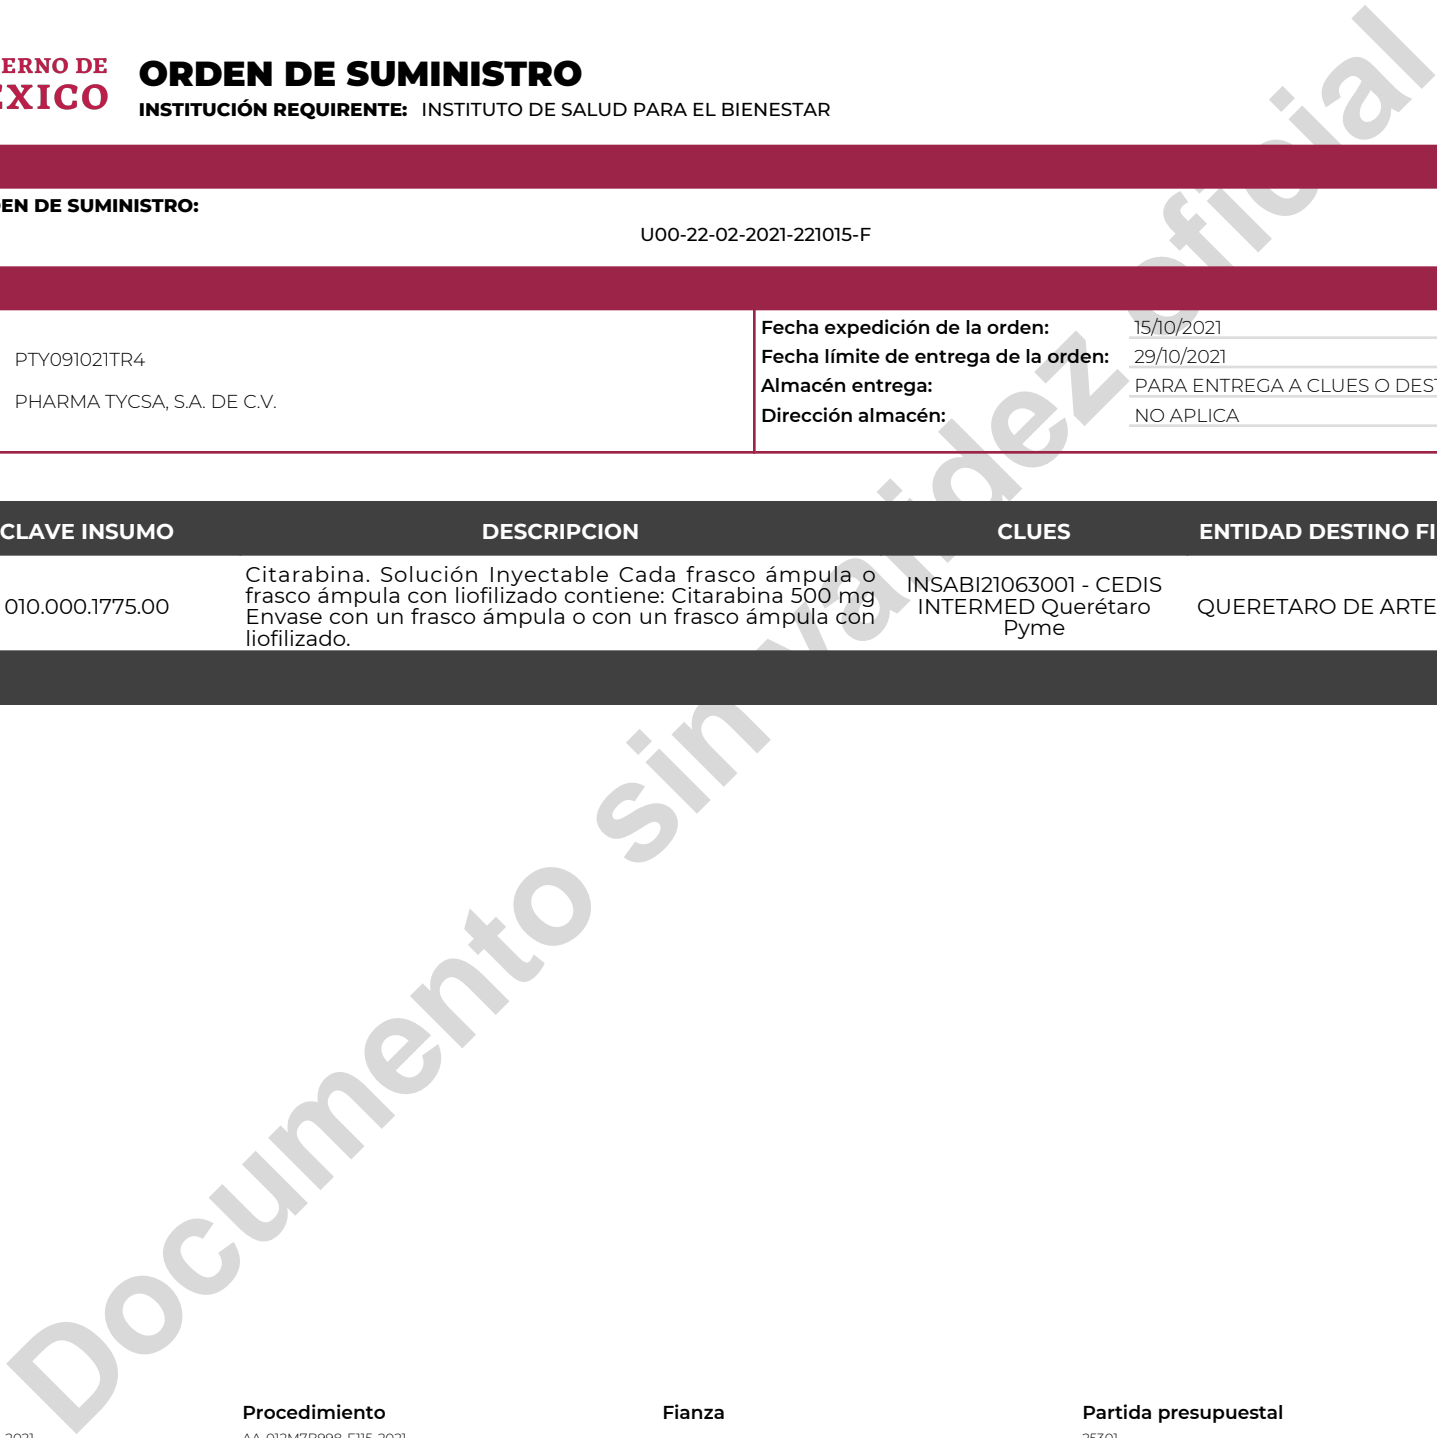 ERNO DE
EXICO
ORDEN DE SUMINISTRO
INSTITUCIÓN REQUIRENTE: INSTITUTO DE SALUD PARA EL BIENESTAR
EN DE SUMINISTRO:
U00-22-02-2021-221015-F
PTY091021TR4
PHARMA TYCSA, S.A. DE C.V.
Fecha expedición de la orden: 15/10/2021
Fecha límite de entrega de la orden: 29/10/2021
Almacén entrega: PARA ENTREGA A CLUES O DEST
Dirección almacén: NO APLICA
CLAVE INSUMO DESCRIPCION CLUES ENTIDAD DESTINO FI
010.000.1775.00
Citarabina. Solución Inyectable Cada frasco ámpula o
frasco ámpula con liofilizado contiene: Citarabina 500 mg
Envase con un frasco ámpula o con un frasco ámpula con
liofilizado.
INSABI21063001 - CEDIS
INTERMED Querétaro
Pyme
QUERETARO DE ARTE
Documento sin validez oficial
Procedimiento Fianza Partida presupuestal